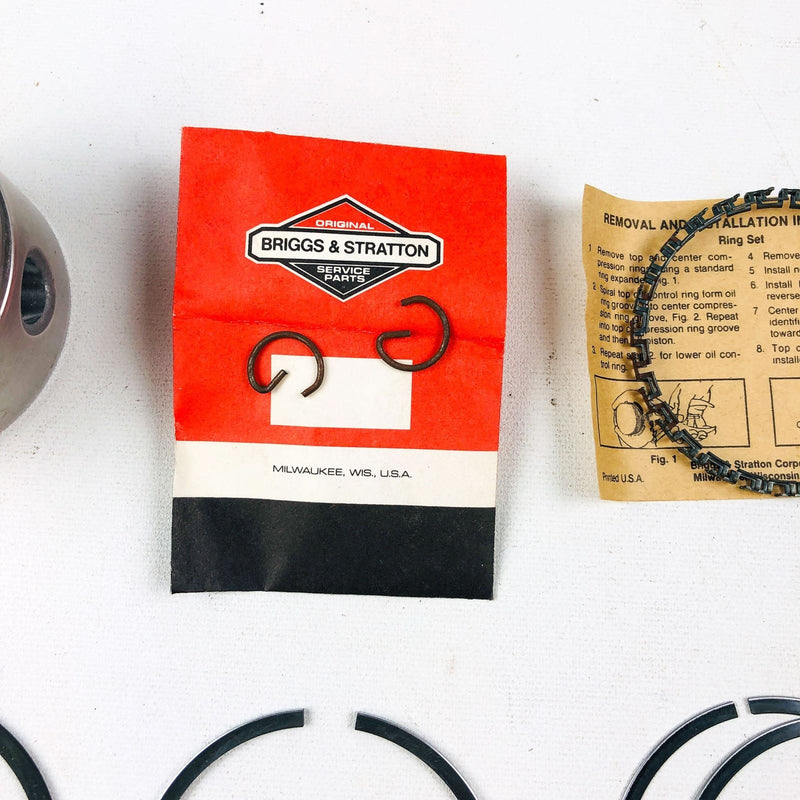 ORIGINAL
BRIGGS & STRATTON
SERVICE
PARTS
MILWAUKEE, WIS., U.S.A.
REMOVAL AND INSTALLATION
Ring Set
1 Remove top and center com-
pression rings using a standard
ring expander, Fig. 1.
2. Spiral top oil control ring form oil
ring groove into center compres-
sion ring groove, Fig. 2. Repeat
into top compression ring groove
and then piston.
3. Repeat step 2. for lower oil con-
trol ring.
4 Remove
5 Install
6. Install
reverse
7 Center
identifi
toward
8. Top
install
Fig. 1
Briggs & Stratton Corp
Printed U.S.A.
Milwaukee, Wisconsin